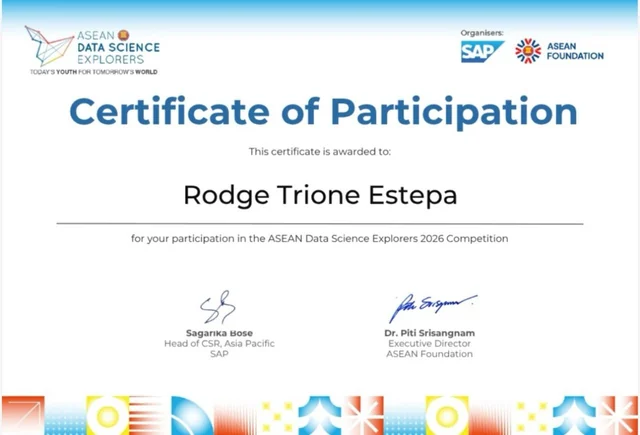 ASEAN
DATA SCIENCE
EXPLORERS
TODAY'S YOUTH FOR TOMORROW'S WORLD
Organisers:
SAP
ASEAN
FOUNDATION
Certificate of Participation
This certificate is awarded to:
Rodge Trione Estepa
for your participation in the ASEAN Data Science Explorers 2026 Competition
Sagarika Bose
Head of CSR, Asia Pacific
SAP
Dr. Piti Srisangnam
Executive Director
ASEAN Foundation